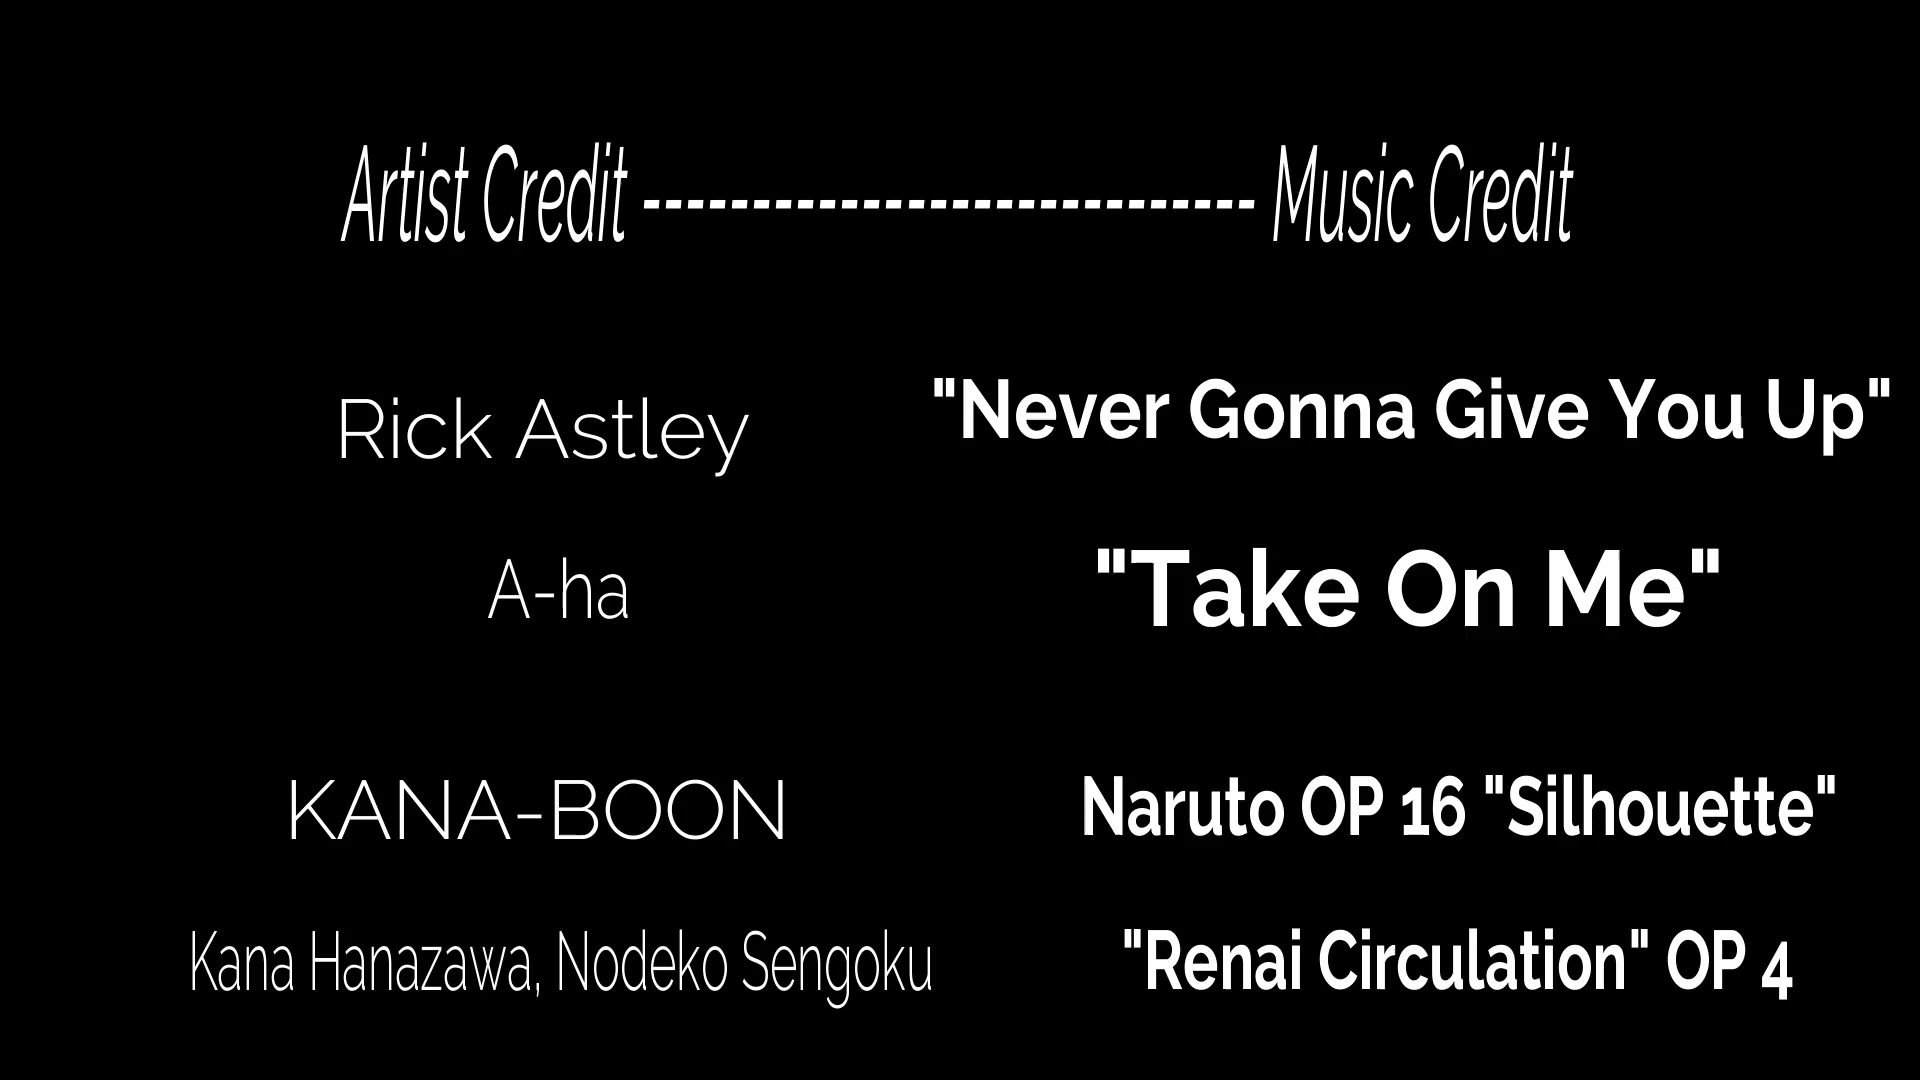 Artist Credit ---------------------------- Music Credit
Rick Astley "Never Gonna Give You Up"
A-ha "Take On Me"
KANA-BOON Naruto OP 16 "Silhouette"
Kana Hanazawa, Nodeko Sengoku "Renai Circulation" OP 4